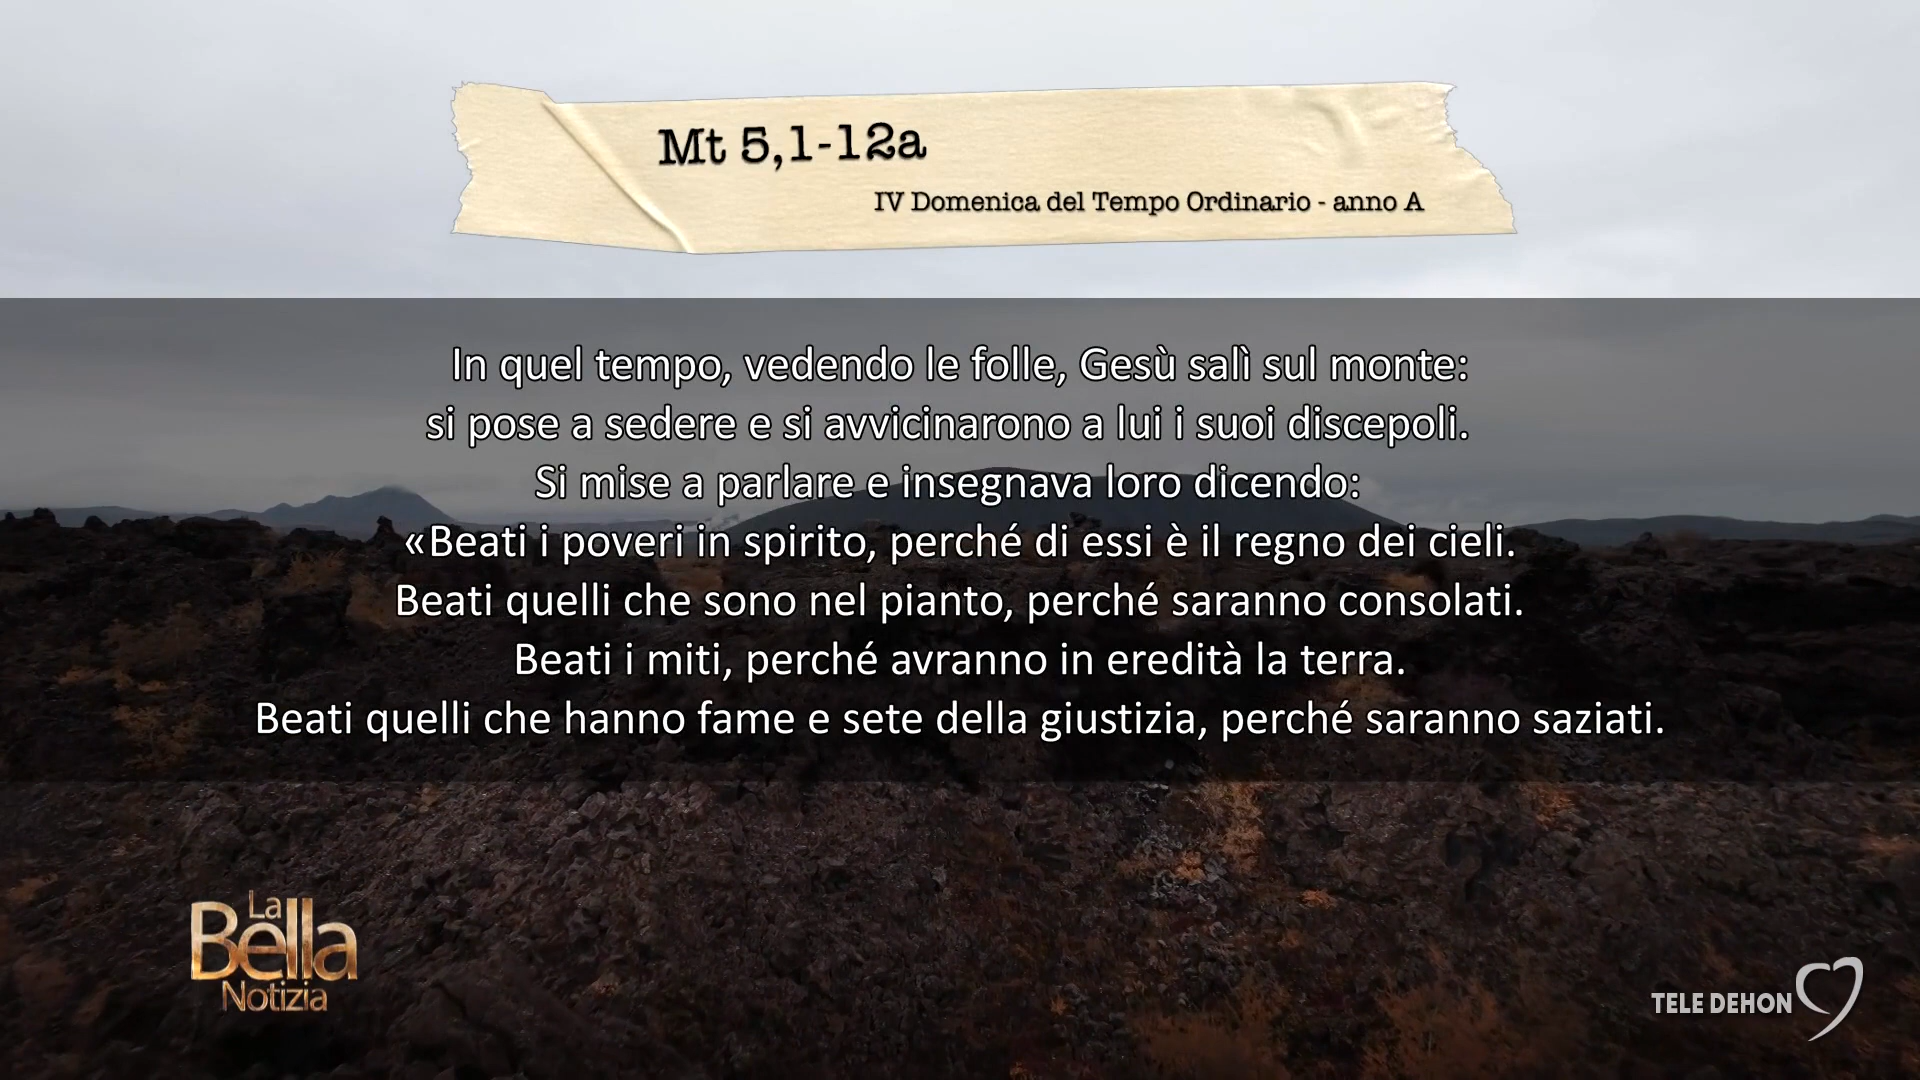 Mt 5,1-12a
IV Domenica del Tempo Ordinario - anno A
In quel tempo, vedendo le folle, Gesù salì sul monte:
si pose a sedere e si avvicinarono a lui i suoi discepoli.
Si mise a parlare e insegnava loro dicendo:
«Beati i poveri in spirito, perché di essi è il regno dei cieli.
Beati quelli che sono nel pianto, perché saranno consolati.
Beati i miti, perché avranno in eredità la terra.
Beati quelli che hanno fame e sete della giustizia, perché saranno saziati.
La
Bella
Notizia
TELE DEHON